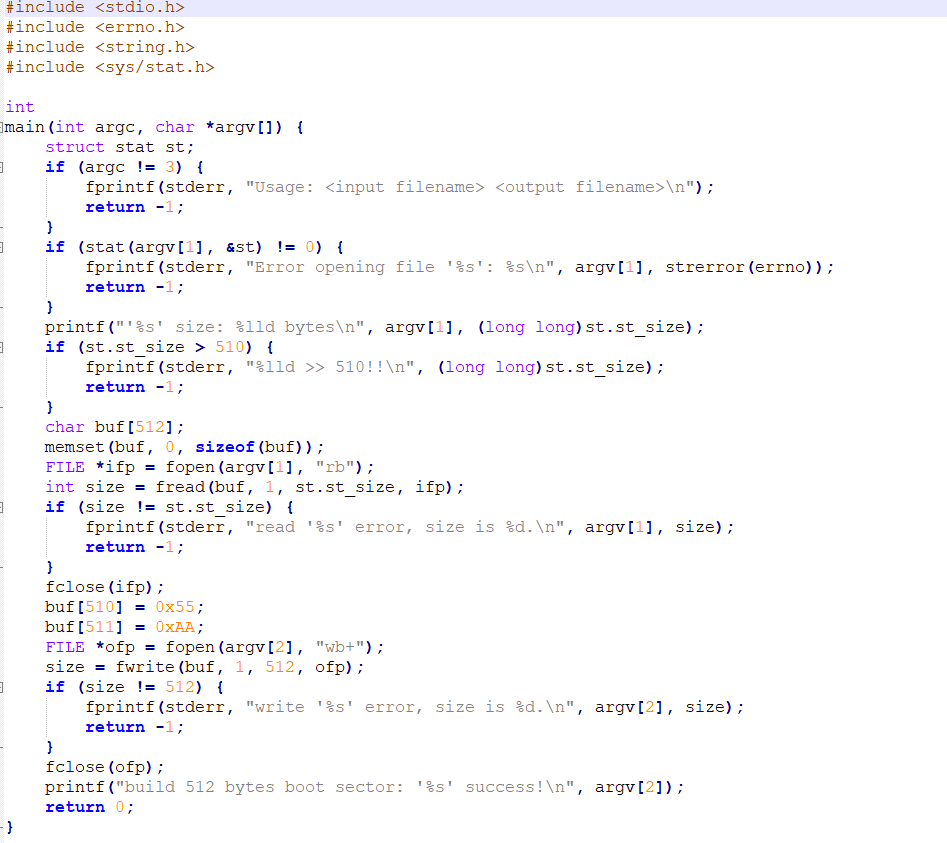 #include <stdio.h>
#include <errno.h>
#include <string.h>
#include <sys/stat.h>

int
main(int argc, char *argv[]) {
    struct stat st;
    if (argc != 3) {
        fprintf(stderr, "Usage: <input filename> <output filename>\n");
        return -1;
    }
    if (stat(argv[1], &st) != 0) {
        fprintf(stderr, "Error opening file '%s': %s\n", argv[1], strerror(errno));
        return -1;
    }
    printf("'%s' size: %lld bytes\n", argv[1], (long long)st.st_size);
    if (st.st_size > 510) {
        fprintf(stderr, "%lld >> 510!!\n", (long long)st.st_size);
        return -1;
    }
    char buf[512];
    memset(buf, 0, sizeof(buf));
    FILE *ifp = fopen(argv[1], "rb");
    int size = fread(buf, 1, st.st_size, ifp);
    if (size != st.st_size) {
        fprintf(stderr, "read '%s' error, size is %d.\n", argv[1], size);
        return -1;
    }
    fclose(ifp);
    buf[510] = 0x55;
    buf[511] = 0xAA;
    FILE *ofp = fopen(argv[2], "wb+");
    size = fwrite(buf, 1, 512, ofp);
    if (size != 512) {
        fprintf(stderr, "write '%s' error, size is %d.\n", argv[2], size);
        return -1;
    }
    fclose(ofp);
    printf("build 512 bytes boot sector: '%s' success!\n", argv[2]);
    return 0;
}